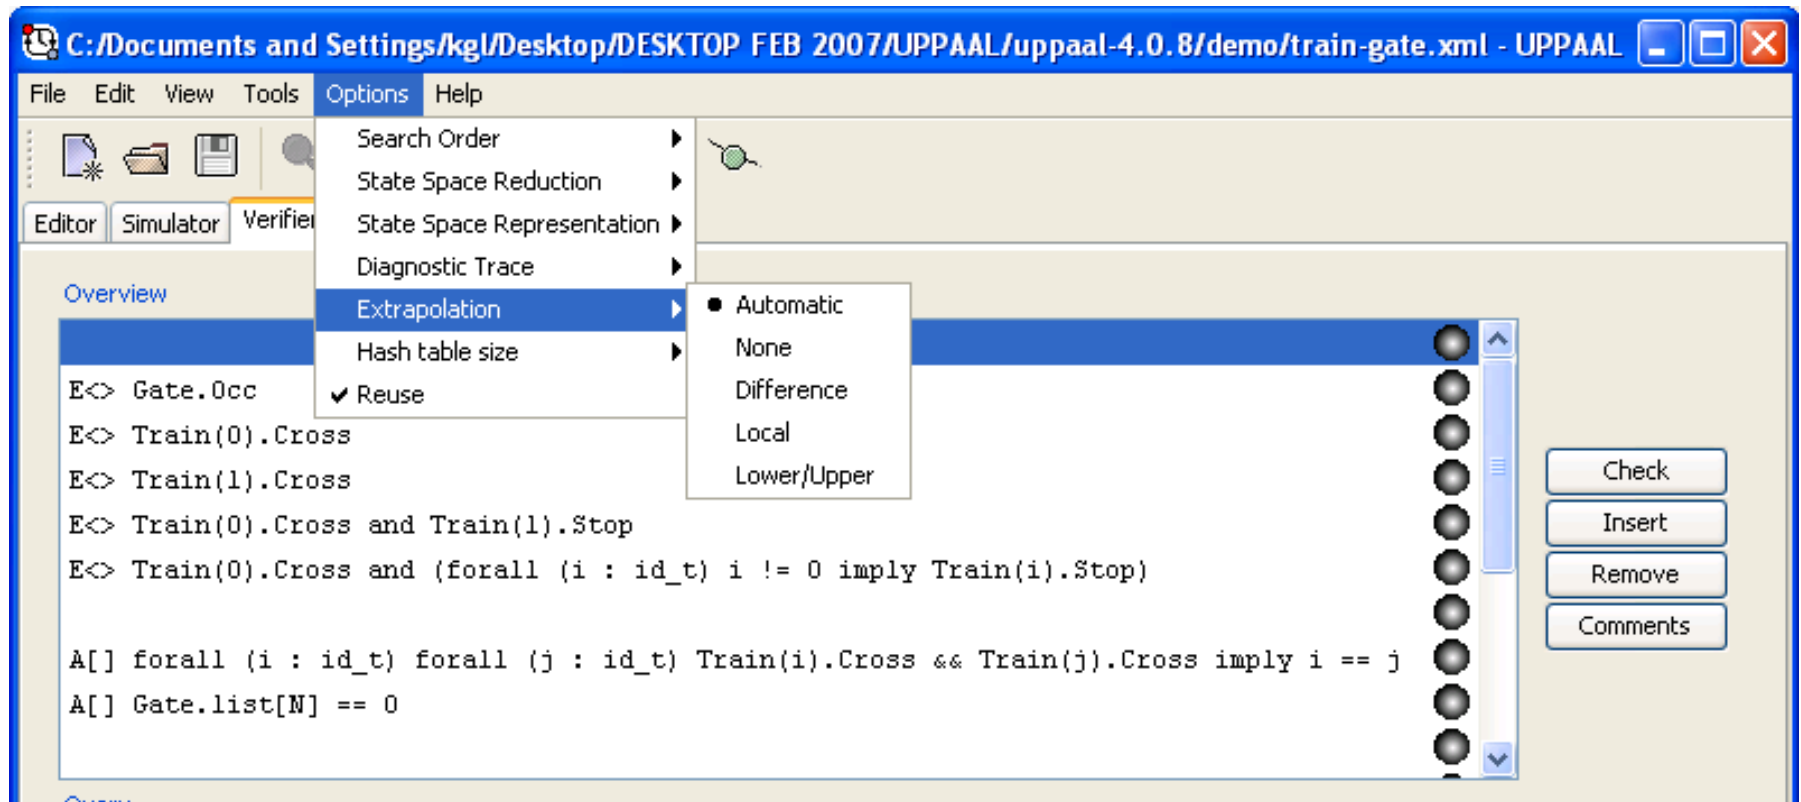 C:/Documents and Settings/kgl/Desktop/DESKTOP FEB 2007/UPPAAL/uppaal-4.0.8/demo/train-gate.xml - UPPAAL
File Edit View Tools Options Help
Search Order
State Space Reduction
Editor Simulator Verifier
State Space Representation
Diagnostic Trace
Overview
Extrapolation
Automatic
Hash table size
None
Reuse
Difference
Local
Lower/Upper
E<> Gate.Occ
E<> Train(0).Cross
E<> Train(1).Cross
E<> Train(0).Cross and Train(1).Stop
E<> Train(0).Cross and (forall (i : id_t) i != 0 imply Train(i).Stop)
A[] forall (i : id_t) forall (j : id_t) Train(i).Cross && Train(j).Cross imply i == j
A[] Gate.list[N] == 0
Check
Insert
Remove
Comments